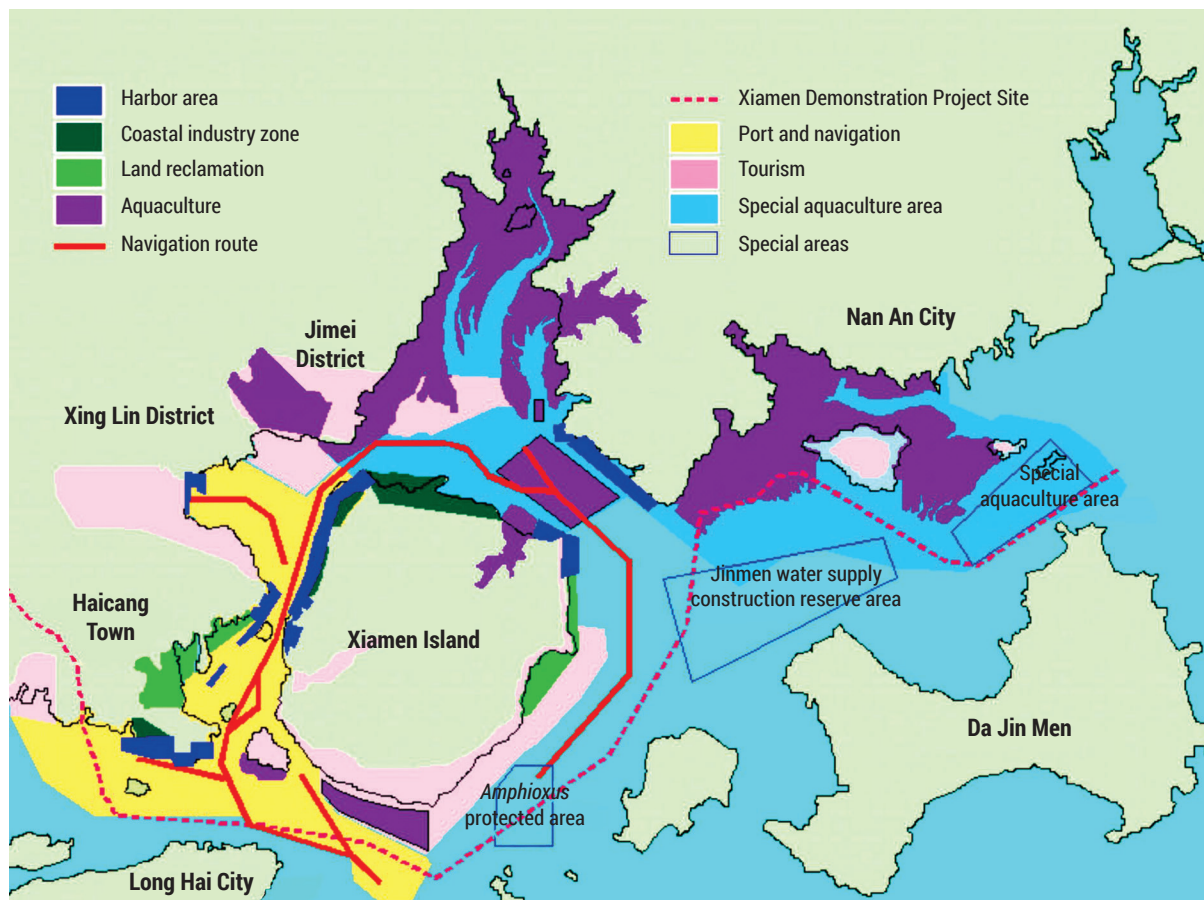 Harbor area
Coastal industry zone
Land reclamation
Aquaculture
Navigation route
Xiamen Demonstration Project Site
Port and navigation
Tourism
Special aquaculture area
Special areas
Jimei
District
Nan An City
Xing Lin District
Special
aquaculture area
Jinmen water supply
construction reserve area
Haicang
Town
Xiamen Island
Da Jin Men
Amphioxus
protected area
Long Hai City